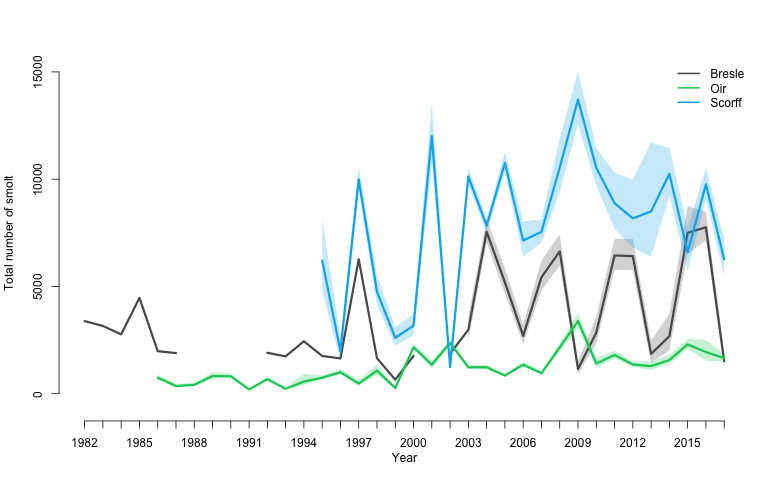 15000
10000
5000
0
Total number of smolt
Bresle
Oir
Scorff
1982 1985 1988 1991 1994 1997 2000 2003 2006 2009 2012 2015
Year